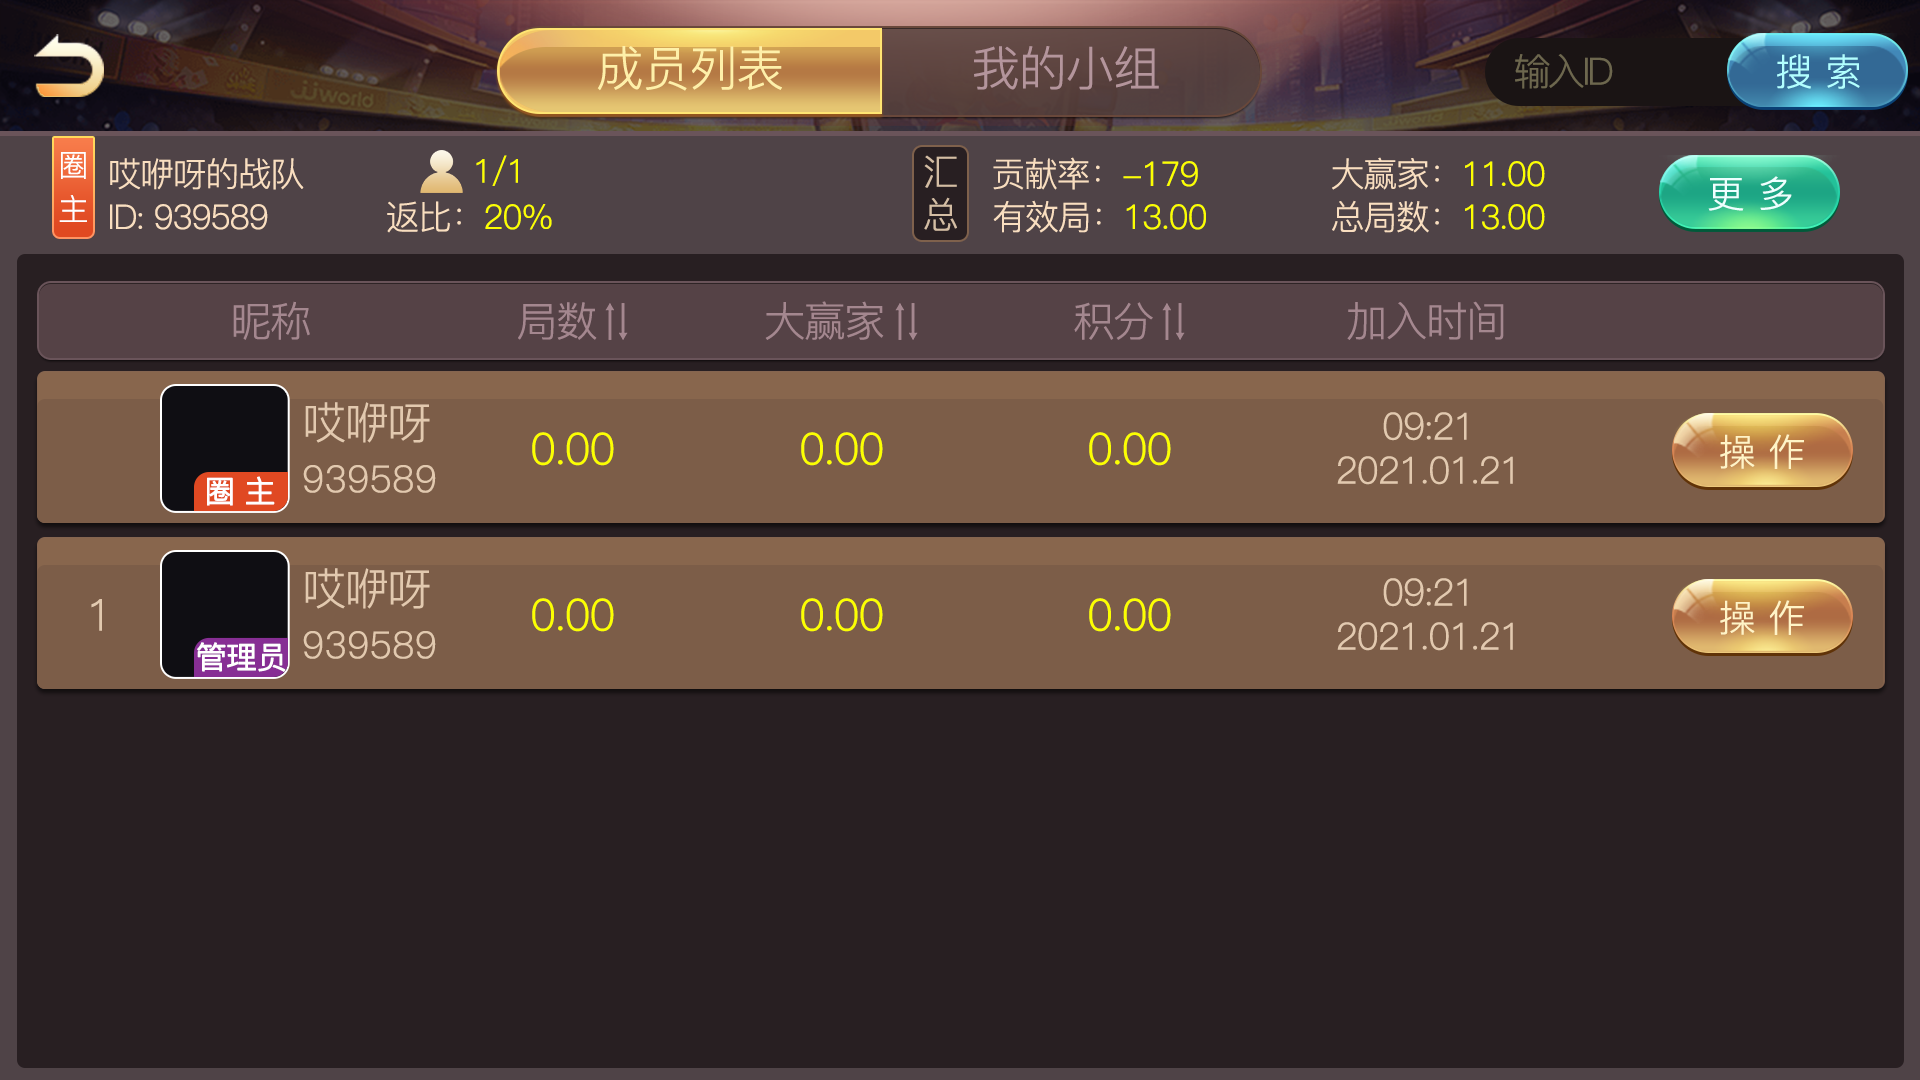 成员列表
我的小组
输入ID
搜索
JJworld
圈主
哎咿呀的战队
ID: 939589
1/1
返比： 20%
汇总
贡献率： -179
有效局： 13.00
大赢家： 11.00
总局数： 13.00
更多
昵称
局数
大赢家
积分
加入时间
圈主
哎咿呀
939589
0.00
0.00
0.00
09:21
2021.01.21
操作
1
管理员
哎咿呀
939589
0.00
0.00
0.00
09:21
2021.01.21
操作